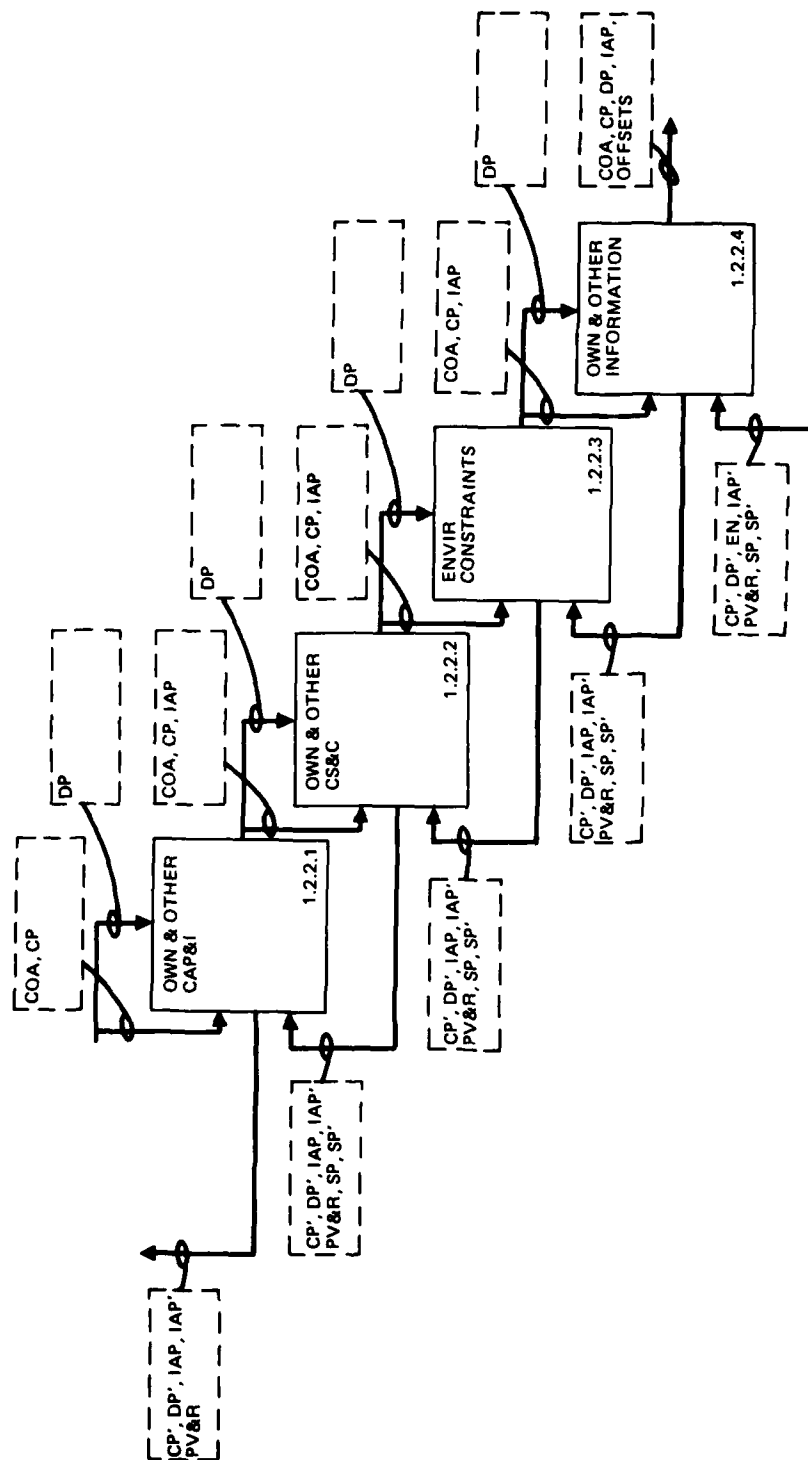 COA, CP
DP
OWN & OTHER
CAP&I
1.2.2.1
CP', DP', IAP, IAP'
PV&R
COA, CP, IAP
DP
OWN & OTHER
CS&C
1.2.2.2
CP', DP', IAP, IAP'
PV&R, SP, SP'
COA, CP, IAP
DP
ENVIR
CONSTRAINTS
1.2.2.3
CP', DP', IAP, IAP'
PV&R, SP, SP'
COA, CP, IAP
DP
OWN & OTHER
INFORMATION
1.2.2.4
CP', DP', IAP, IAP'
PV&R, SP, SP'
COA, CP, DP, IAP,
OFFSETS
CP', DP', EN, IAP'
PV&R, SP, SP'